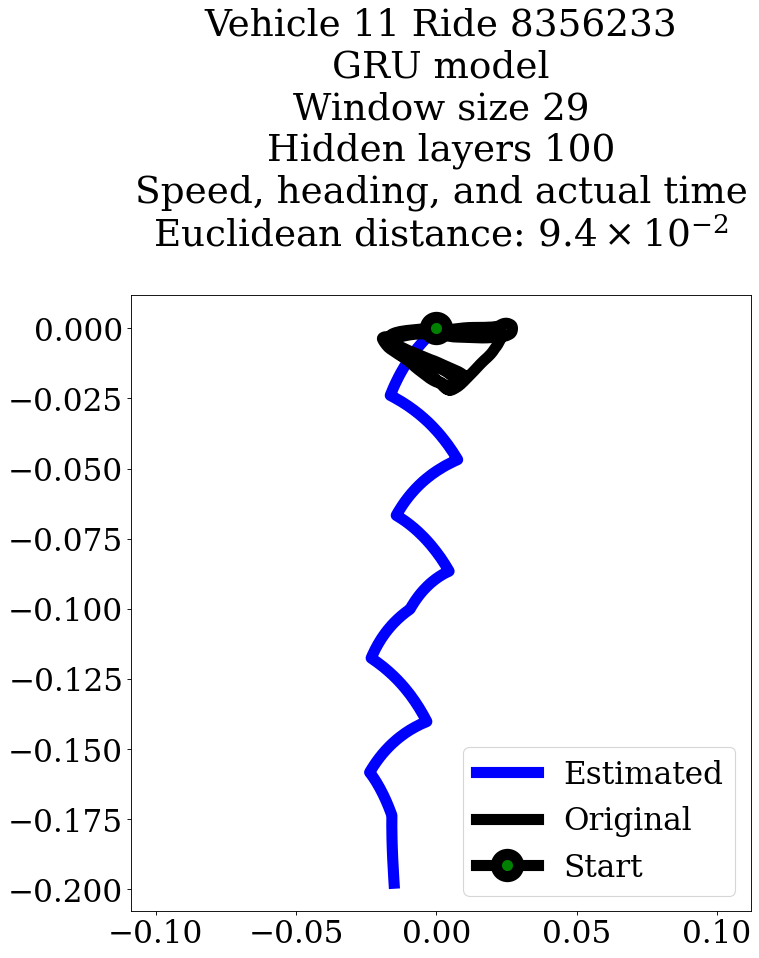 Vehicle 11 Ride 8356233
GRU model
Window size 29
Hidden layers 100
Speed, heading, and actual time
Euclidean distance: 9.4 × 10⁻²
0.000
−0.025
−0.050
−0.075
−0.100
−0.125
−0.150
−0.175
−0.200
Estimated
Original
Start
−0.10
−0.05
0.00
0.05
0.10